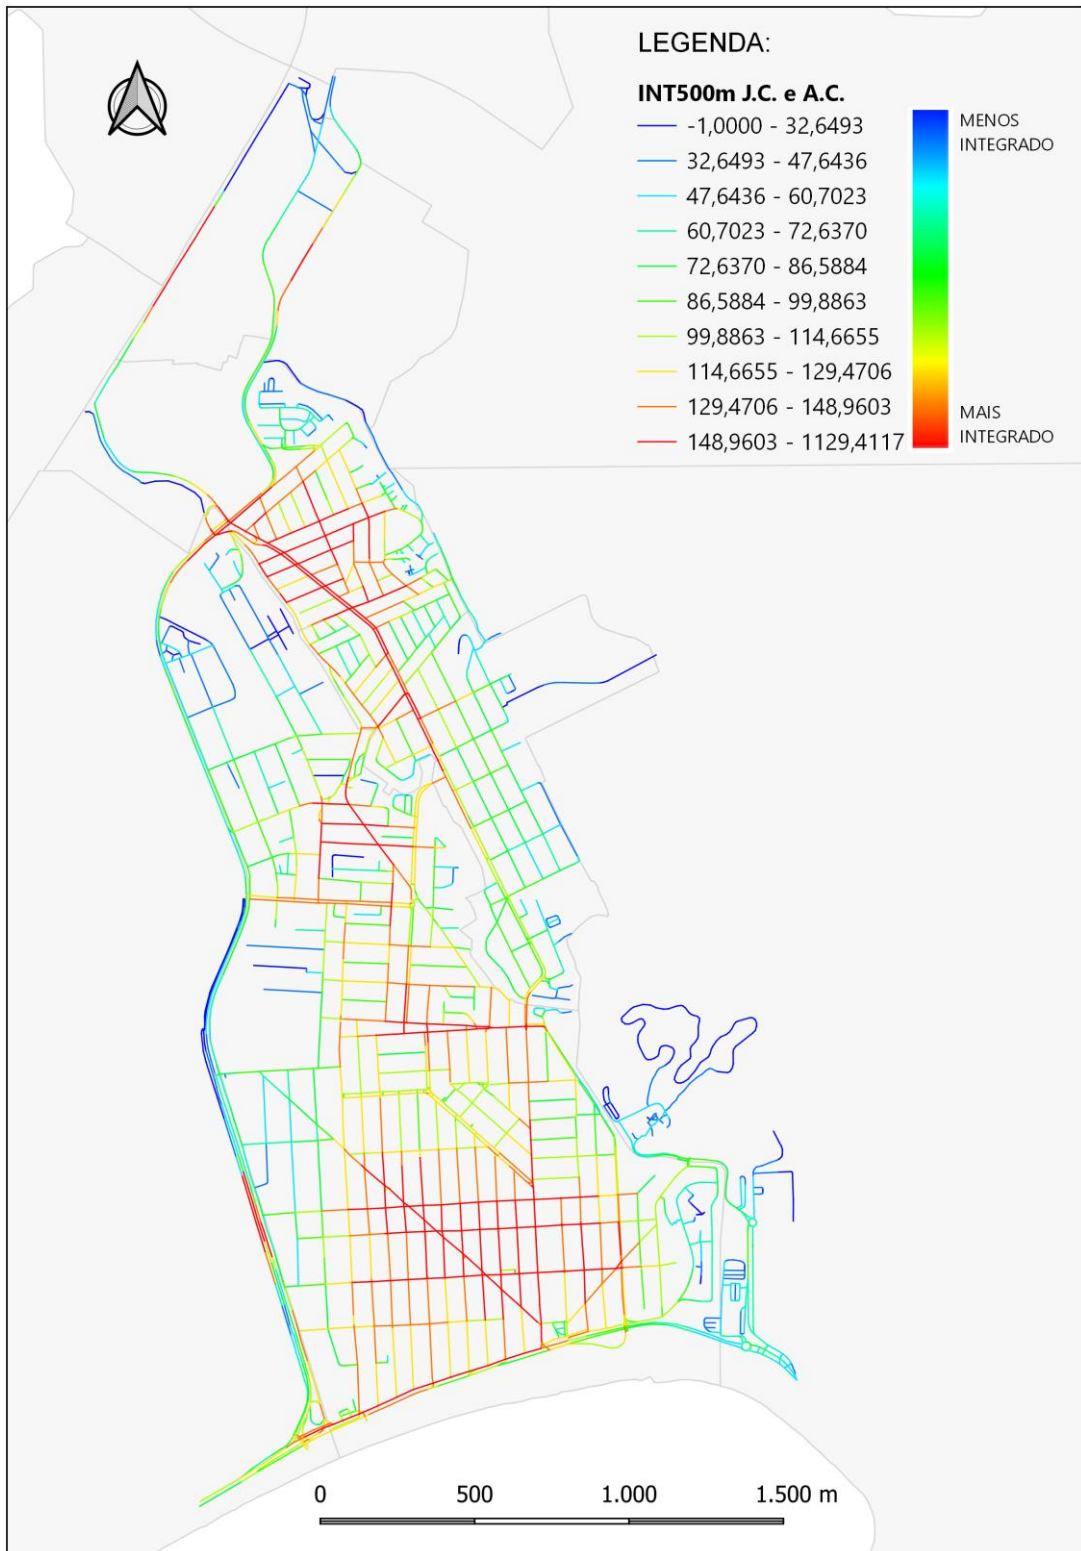 LEGENDA:
INT500m J.C. e A.C.
-1,0000 - 32,6493
32,6493 - 47,6436
47,6436 - 60,7023
60,7023 - 72,6370
72,6370 - 86,5884
86,5884 - 99,8863
99,8863 - 114,6655
114,6655 - 129,4706
129,4706 - 148,9603
148,9603 - 1129,4117
MENOS
INTEGRADO
MAIS
INTEGRADO
0 500 1.000 1.500 m